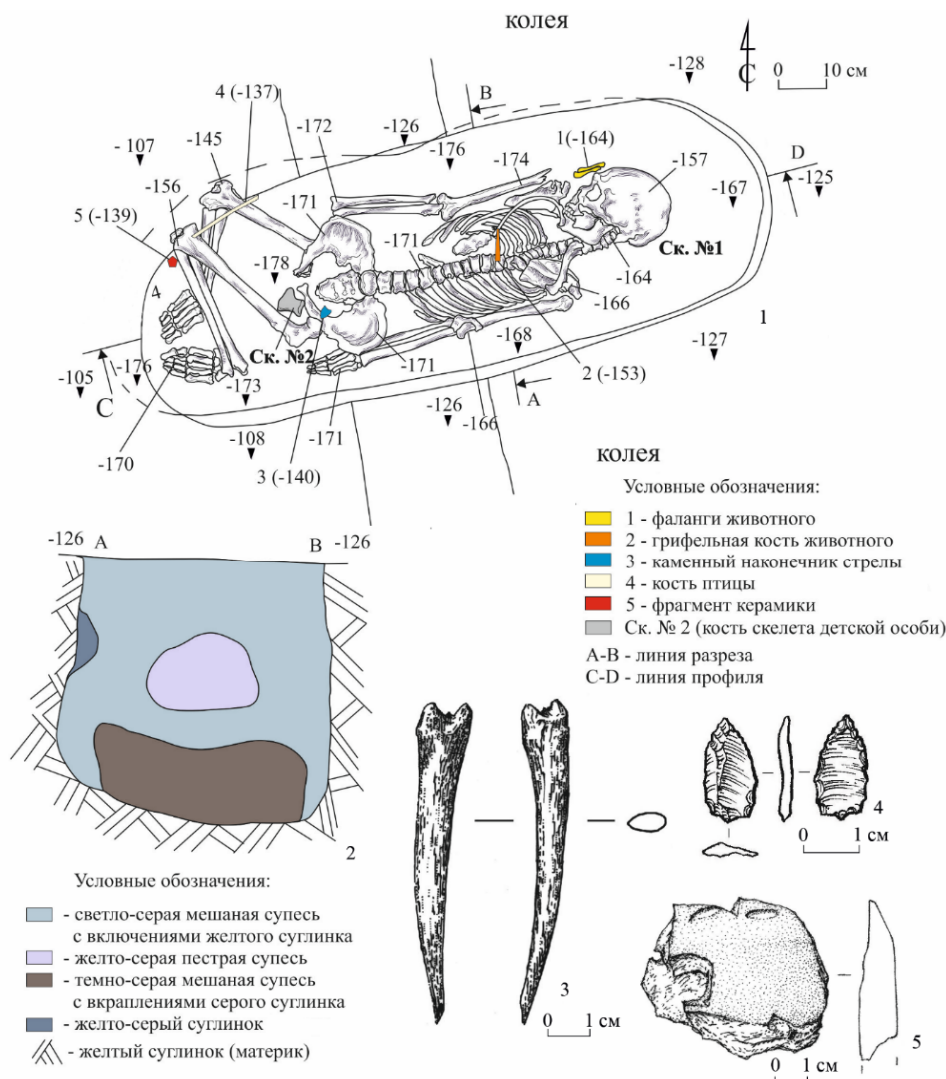 колея
-128
С
0 10 см
4 (-137)
В
-172
-126
-176
1(-164)
- 107
-145
-174
-157
D
-125
-156
-171
-167
5 (-139)
-171
Ск. №1
-178
-164
4
-166
1
Ск. №2
-168
-127
-105
-176
-171
2 (-153)
С
-173
-126
А
-108
-171
-166
-170
3 (-140)
колея
Условные обозначения:
1 - фаланги животного
2 - грифельная кость животного
3 - каменный наконечник стрелы
4 - кость птицы
5 - фрагмент керамики
Ск. № 2 (кость скелета детской особи)
А-В - линия разреза
C-D - линия профиля
-126 А В -126
2
Условные обозначения:
- светло-серая мешаная супесь
с включениями желтого суглинка
- желто-серая пестрая супесь
- темно-серая мешаная супесь
с вкраплениями серого суглинка
- желто-серый суглинок
- желтый суглинок (материк)
3
0 1 см
4
0 1 см
5
0 1 см